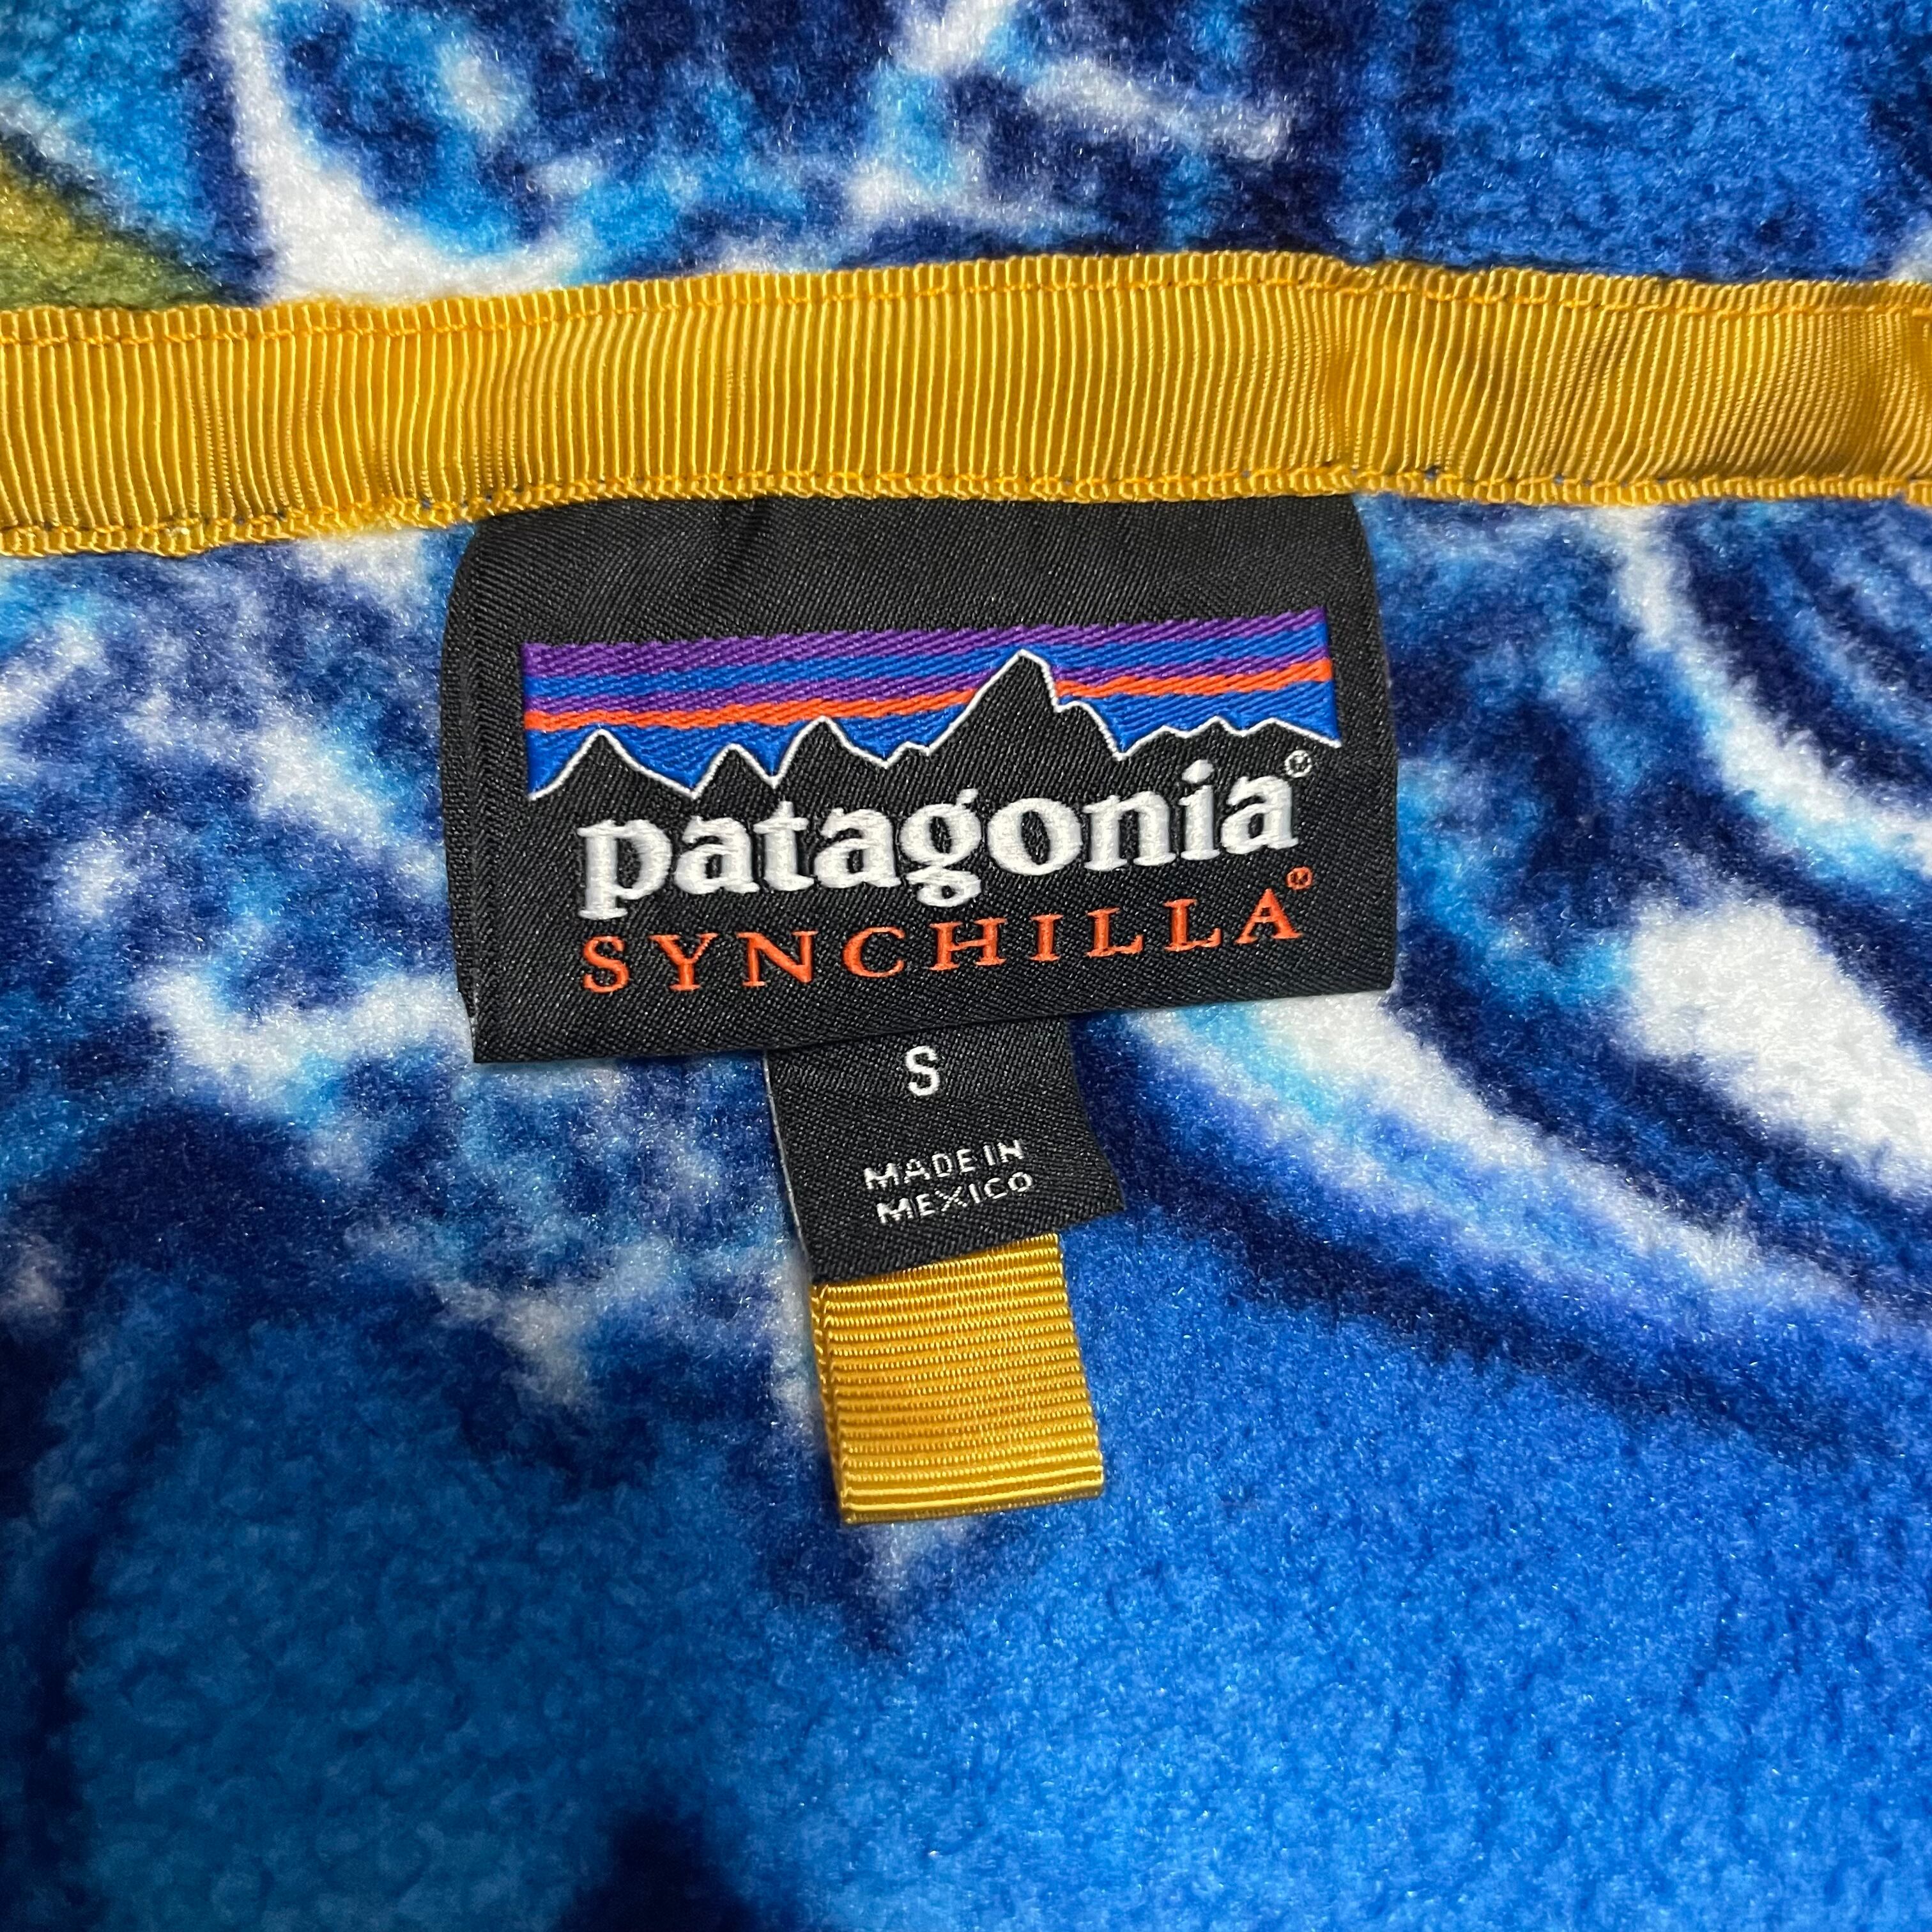 patagonia®
SYNCHILLA®
S
MADE IN
MEXICO